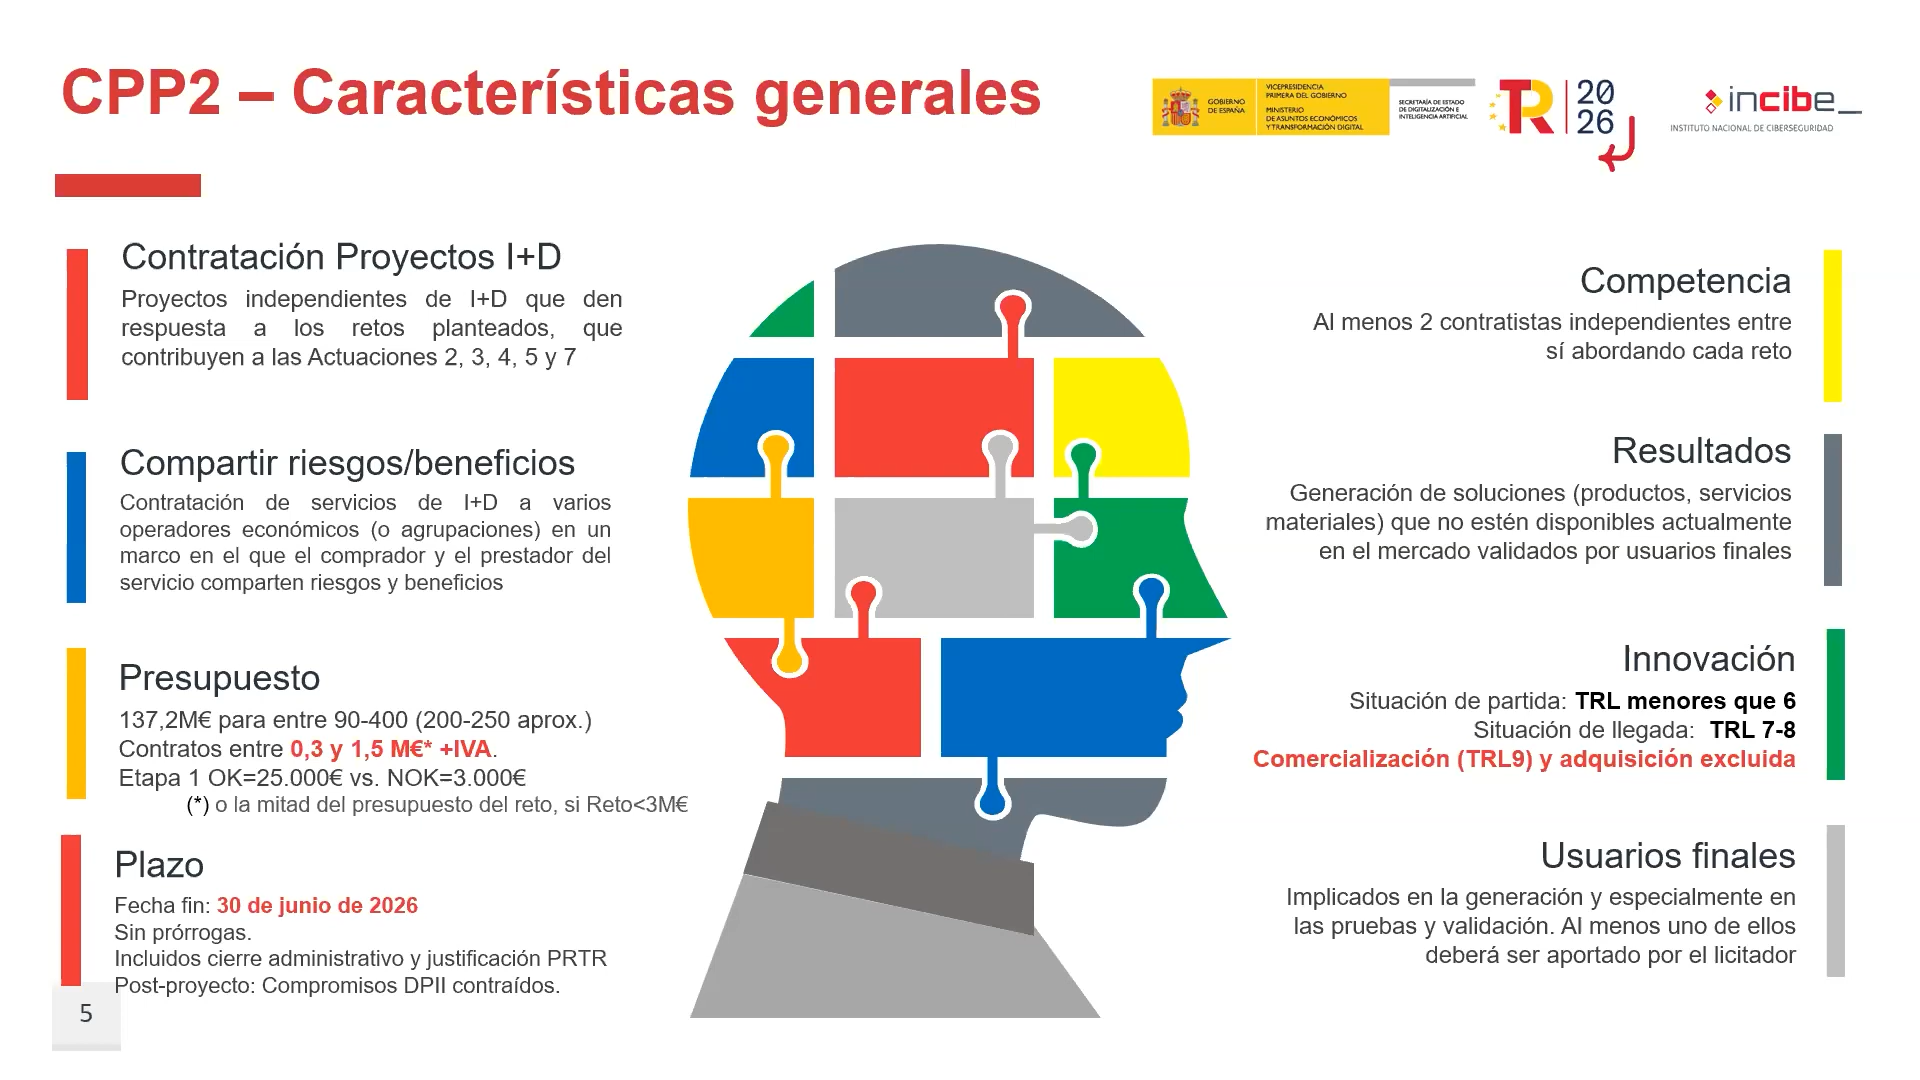 CPP2 – Características generales
GOBIERNO
DE ESPAÑA
VICEPRESIDENCIA
PRIMERA DEL GOBIERNO
MINISTERIO
DE ASUNTOS ECONÓMICOS
Y TRANSFORMACIÓN DIGITAL
SECRETARÍA DE ESTADO
DE DIGITALIZACIÓN E
INTELIGENCIA ARTIFICIAL
TR
20
26
incibe_
INSTITUTO NACIONAL DE CIBERSEGURIDAD
Contratación Proyectos I+D
Proyectos independientes de I+D que den
respuesta a los retos planteados, que
contribuyen a las Actuaciones 2, 3, 4, 5 y 7
Compartir riesgos/beneficios
Contratación de servicios de I+D a varios
operadores económicos (o agrupaciones) en un
marco en el que el comprador y el prestador del
servicio comparten riesgos y beneficios
Presupuesto
137,2M€ para entre 90-400 (200-250 aprox.)
Contratos entre 0,3 y 1,5 M€* +IVA.
Etapa 1 OK=25.000€ vs. NOK=3.000€
(*) o la mitad del presupuesto del reto, si Reto<3M€
Plazo
Fecha fin: 30 de junio de 2026
Sin prórrogas.
Incluidos cierre administrativo y justificación PRTR
Post-proyecto: Compromisos DPII contraídos.
Competencia
Al menos 2 contratistas independientes entre
sí abordando cada reto
Resultados
Generación de soluciones (productos, servicios
materiales) que no estén disponibles actualmente
en el mercado validados por usuarios finales
Innovación
Situación de partida: TRL menores que 6
Situación de llegada: TRL 7-8
Comercialización (TRL9) y adquisición excluida
Usuarios finales
Implicados en la generación y especialmente en
las pruebas y validación. Al menos uno de ellos
deberá ser aportado por el licitador
5